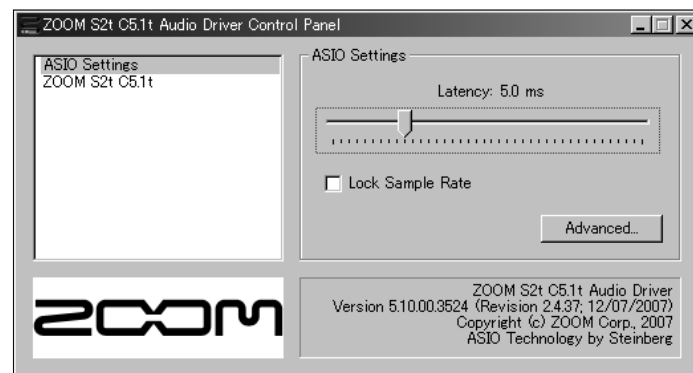 ZOOM S2t C5.1t Audio Driver Control Panel
ASIO Settings
ZOOM S2t C5.1t
ASIO Settings
Latency: 5.0 ms
Lock Sample Rate
Advanced...
ZOOM
ZOOM S2t C5.1t Audio Driver
Version 5.10.00.3524 (Revision 2.4.37; 12/07/2007)
Copyright (c) ZOOM Corp., 2007
ASIO Technology by Steinberg